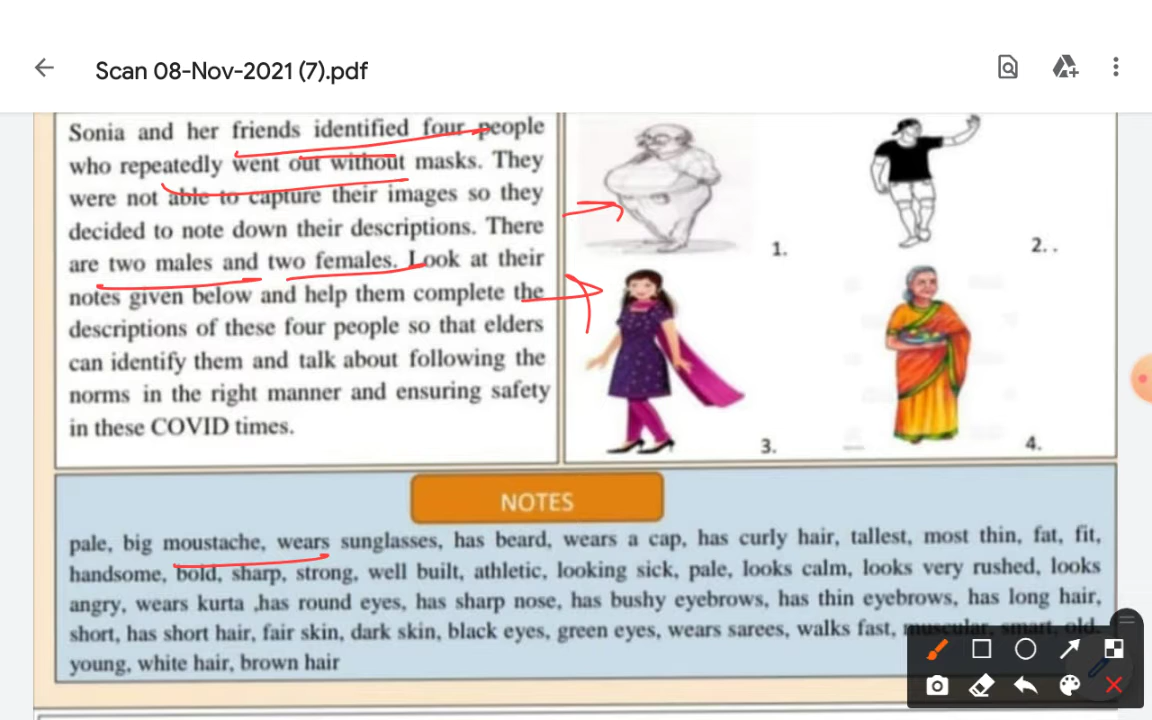 Scan 08-Nov-2021 (7).pdf
Sonia and her friends identified four people
who repeatedly went out without masks. They
were not able to capture their images so they
decided to note down their descriptions. There
are two males and two females. Look at their
notes given below and help them complete the
descriptions of these four people so that elders
can identify them and talk about following the
norms in the right manner and ensuring safety
in these COVID times.
1.
2. .
3.
4.
NOTES
pale, big moustache, wears sunglasses, has beard, wears a cap, has curly hair, tallest, most thin, fat, fit,
handsome, bold, sharp, strong, well built, athletic, looking sick, pale, looks calm, looks very rushed, looks
angry, wears kurta ,has round eyes, has sharp nose, has bushy eyebrows, has thin eyebrows, has long hair,
short, has short hair, fair skin, dark skin, black eyes, green eyes, wears sarees, walks fast, muscular, smart, old.
young, white hair, brown hair